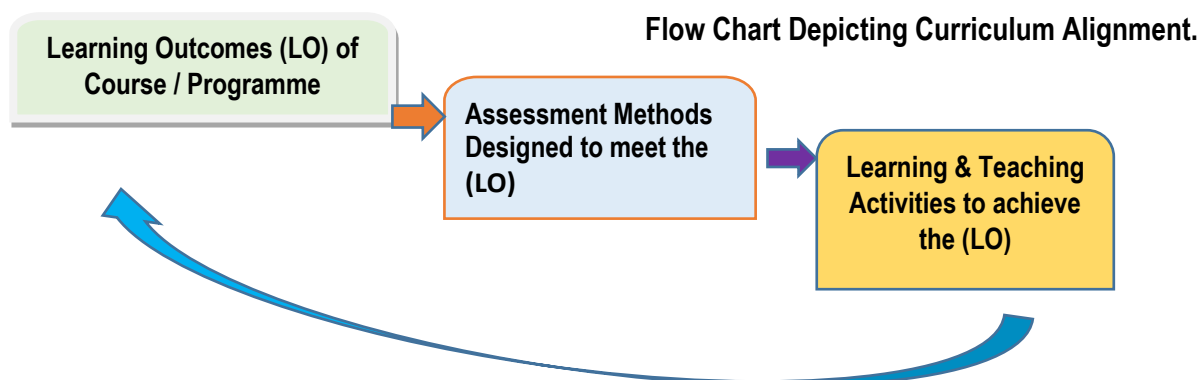 Flow Chart Depicting Curriculum Alignment.
Learning Outcomes (LO) of
Course / Programme
Assessment Methods
Designed to meet the
(LO)
Learning & Teaching
Activities to achieve
the (LO)